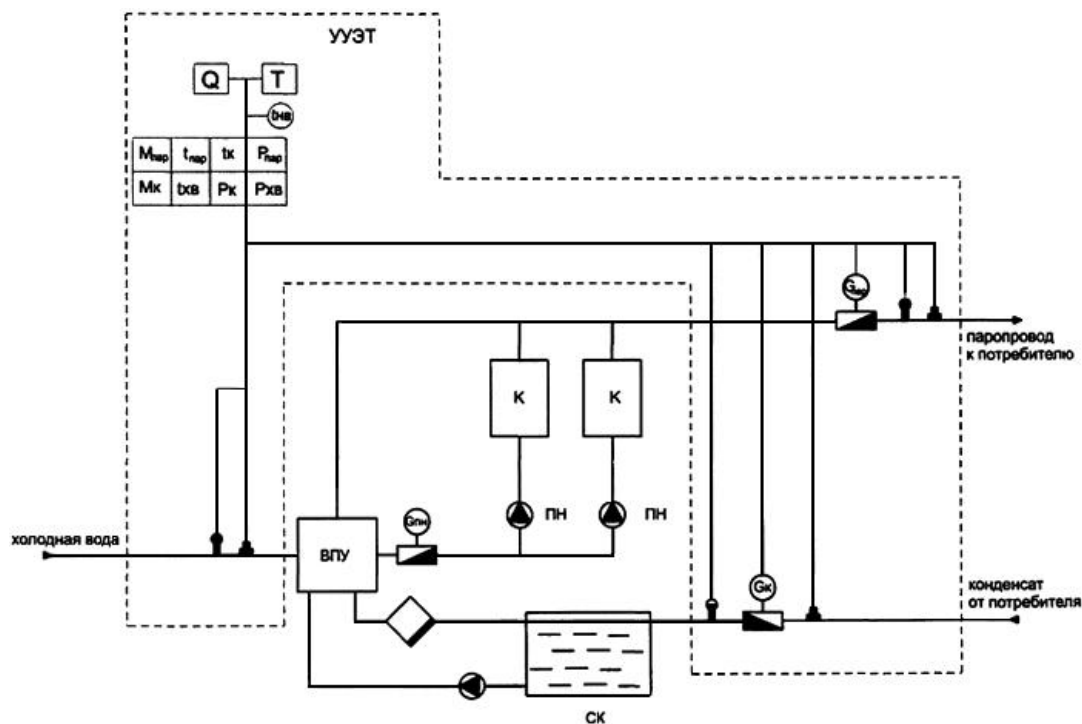 УУЭТ
Q T
tнв
Mпар tпар tк Pпар
Mк tхв Pк Pхв
Gпар
паропровод
к потребителю
К К
ПН ПН
Gпн
холодная вода
ВПУ
Gк
конденсат
от потребителя
СК